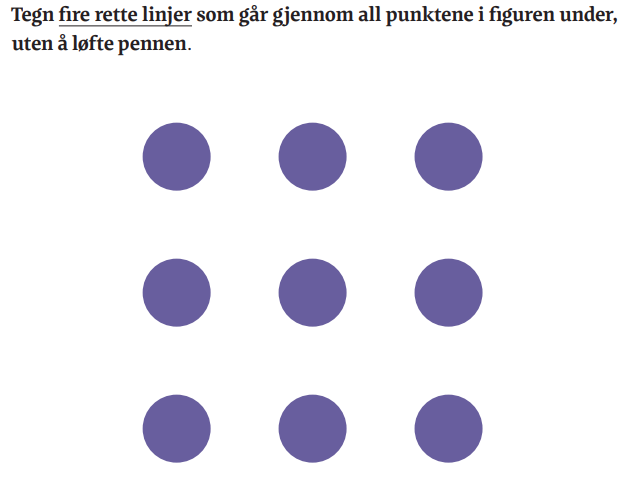 Tegn fire rette linjer som går gjennom all punktene i figuren under,
uten å løfte pennen.